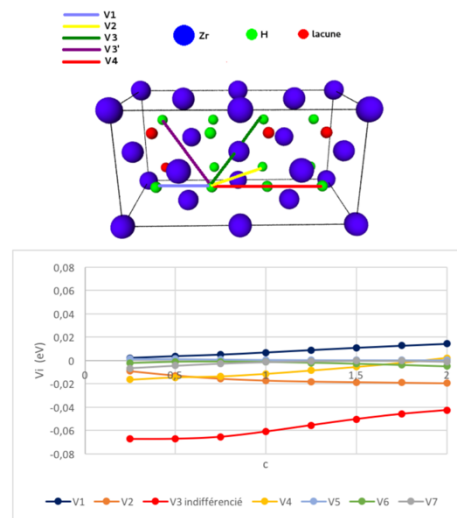 V1
V2
V3
V3'
V4
Zr
H
lacune
0,08
0,06
0,04
0,02
0
-0,02
-0,04
-0,06
-0,08
Vi (eV)
0
0,5
1
1,5
2
c
V1 V2 V3 indifférencié V4 V5 V6 V7